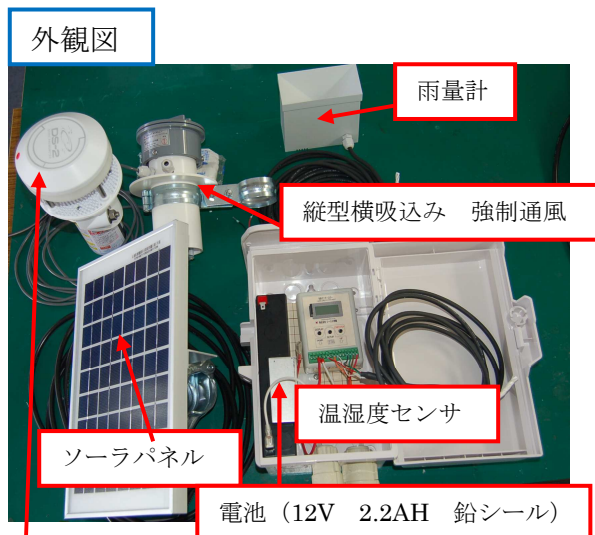 外観図
雨量計
縦型横吸込み　強制通風
温湿度センサ
ソーラパネル
電池（12V　2.2AH　鉛シール）